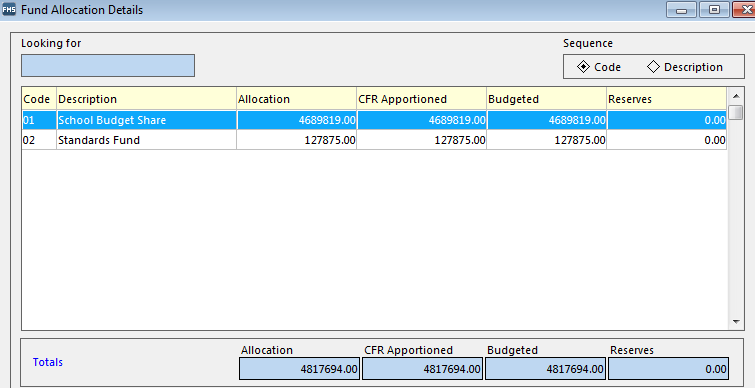 FMS Fund Allocation Details
Looking for
Sequence
Code Description
Code Description Allocation CFR Apportioned Budgeted Reserves
01 School Budget Share 4689819.00 4689819.00 4689819.00 0.00
02 Standards Fund 127875.00 127875.00 127875.00 0.00
Allocation CFR Apportioned Budgeted Reserves
Totals 4817694.00 4817694.00 4817694.00 0.00